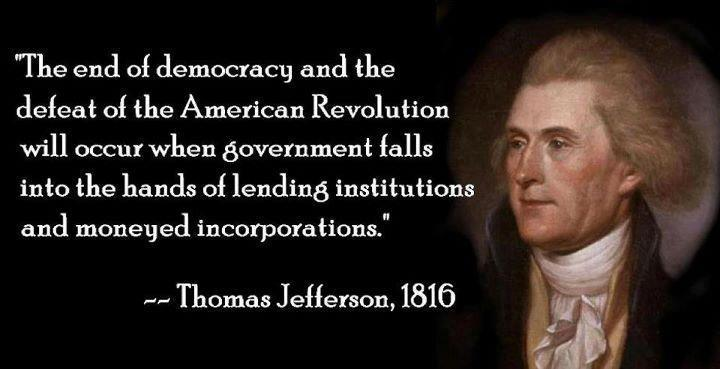 "The end of democracy and the
defeat of the American Revolution
will occur when government falls
into the hands of lending institutions
and moneyed incorporations."
-- Thomas Jefferson, 1816